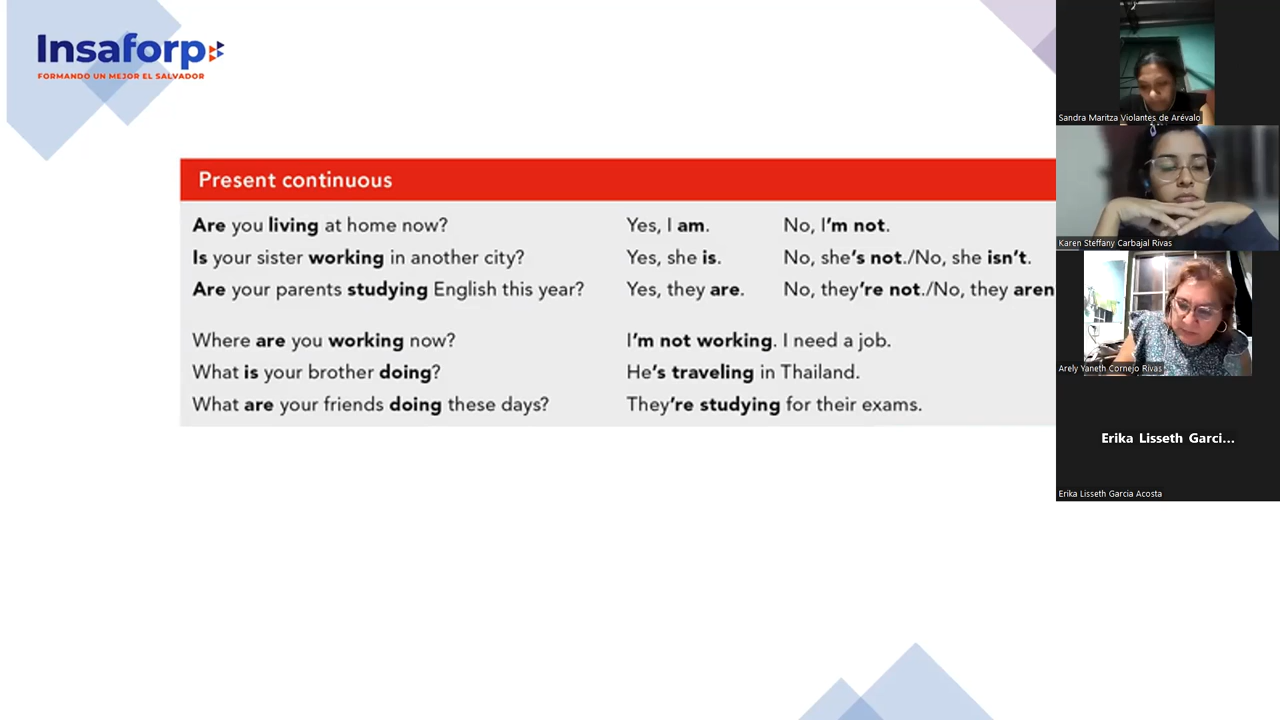 Insaforp
FORMANDO UN MEJOR EL SALVADOR
Present continuous
Are you living at home now? Yes, I am. No, I'm not.
Is your sister working in another city? Yes, she is. No, she's not./No, she isn't.
Are your parents studying English this year? Yes, they are. No, they're not./No, they aren
Where are you working now? I'm not working. I need a job.
What is your brother doing? He's traveling in Thailand.
What are your friends doing these days? They're studying for their exams.
Sandra Maritza Violantes de Arévalo
Karen Steffany Carbajal Rivas
Arely Yaneth Cornejo Rivas
Erika Lisseth Garci...
Erika Lisseth Garcia Acosta